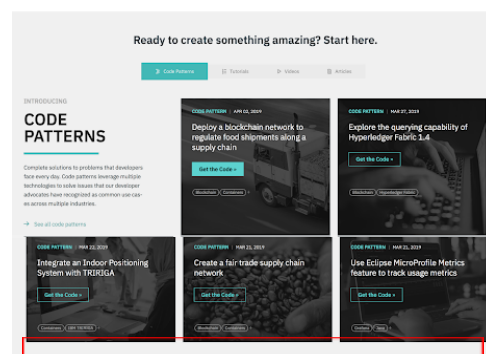 Ready to create something amazing? Start here.
Code Patterns
Tutorials
Videos
Articles
INTRODUCING
CODE
PATTERNS
Complete solutions to problems that developers
face every day. Code patterns leverage multiple
technologies to solve issues that our developer
advocates have recognized as common use cas-
es across multiple industries.
See all code patterns
CODE PATTERN | APR 02, 2019
Deploy a blockchain network to
regulate food shipments along a
supply chain
Get the Code »
Blockchain Containers
CODE PATTERN | MAR 27, 2019
Explore the querying capability of
Hyperledger Fabric 1.4
Get the Code »
Blockchain Hyperledger Fabric
CODE PATTERN | MAR 22, 2019
Integrate an Indoor Positioning
System with TRIRIGA
Get the Code »
Containers IBM TRIRIGA
CODE PATTERN | MAR 21, 2019
Create a fair trade supply chain
network
Get the Code »
Blockchain Containers
CODE PATTERN | MAR 21, 2019
Use Eclipse MicroProfile Metrics
feature to track usage metrics
Get the Code »
Java